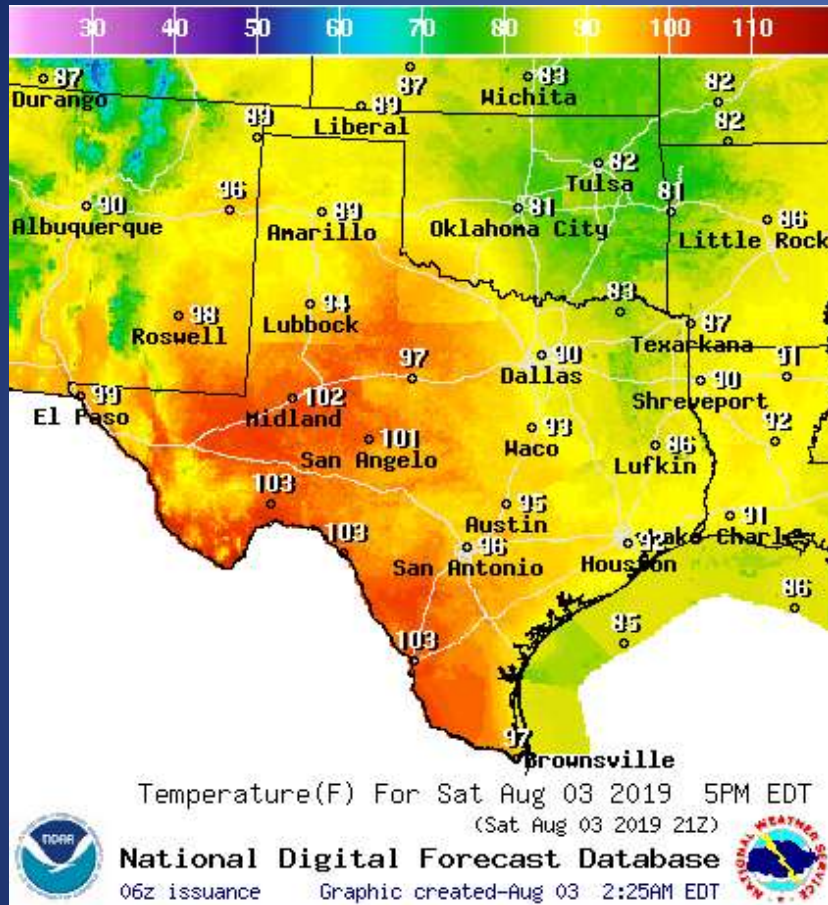 30 40 50 60 70 80 90 100 110
87 87 83 82
Durango Wichita
89 89
Liberal 82
82
Tulsa
90 96 89 81 81 86
Albuquerque Amarillo Oklahoma City Little Rock
98 94 83 87
Roswell Lubbock Texarkana
97 90 91
Dallas
99 102 90
El Paso Midland Shreveport
101 93 86 92
San Angelo Waco Lufkin
103 95 91
Austin
103 96 92 Lake Charles
San Antonio Houston
86
85
103
97
Brownsville
Temperature(F) For Sat Aug 03 2019 5PM EDT
(Sat Aug 03 2019 21Z)
National Digital Forecast Database
06z issuance Graphic created-Aug 03 2:25AM EDT
NOAA
NATIONAL WEATHER SERVICE